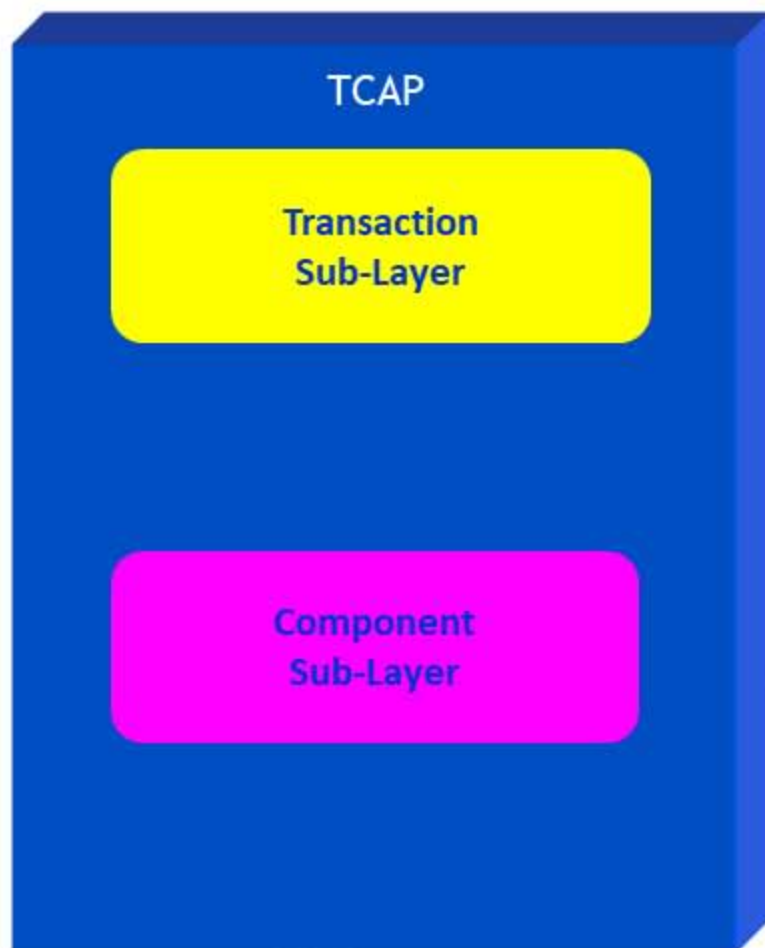 TCAP
Transaction
Sub-Layer
Component
Sub-Layer